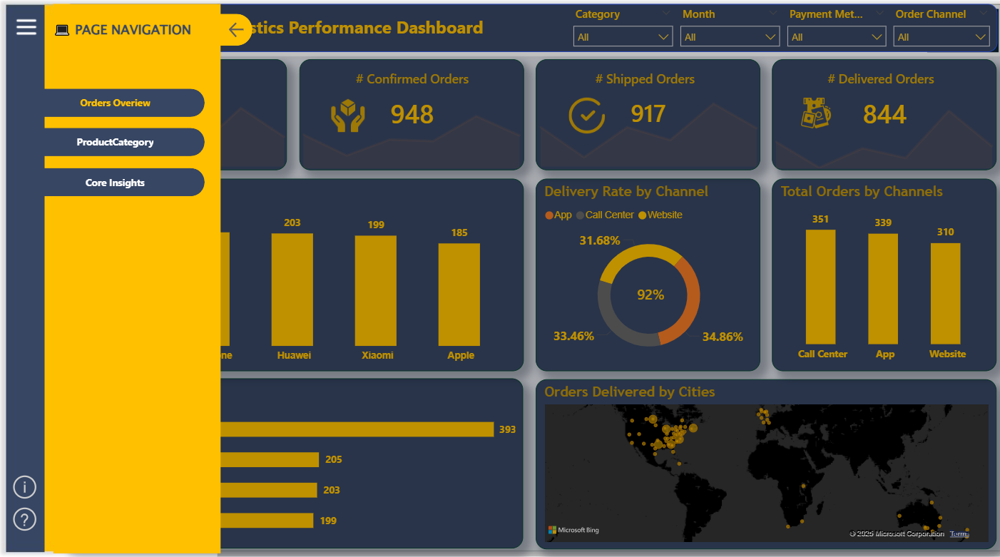 PAGE NAVIGATION
Orders Overiew
ProductCategory
Core Insights
i
?
stics Performance Dashboard
Category
All
Month
All
Payment Met...
All
Order Channel
All
# Confirmed Orders
948
# Shipped Orders
917
# Delivered Orders
844
203
199
185
ne
Huawei
Xiaomi
Apple
Delivery Rate by Channel
App
Call Center
Website
31.68%
92%
33.46%
34.86%
Total Orders by Channels
351
339
310
Call Center
App
Website
393
205
203
199
Orders Delivered by Cities
Microsoft Bing
© 2025 Microsoft Corporation
Terms